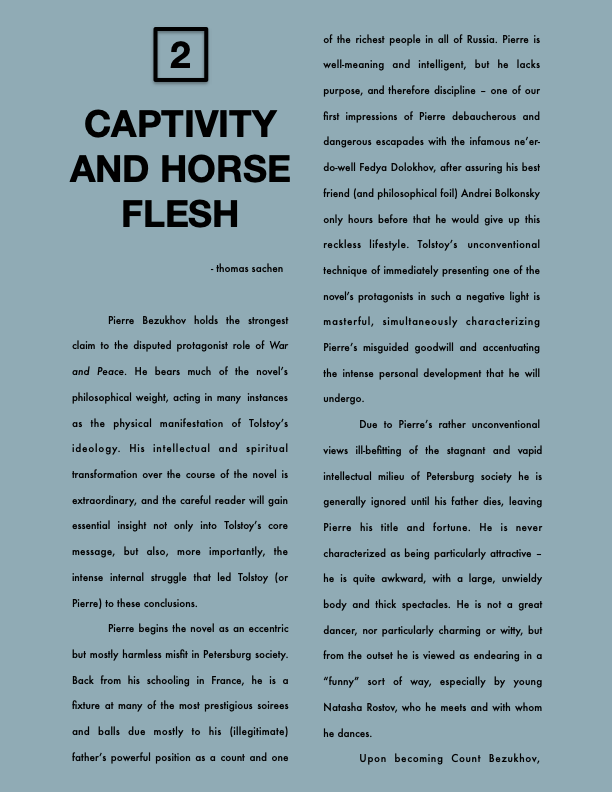 2
CAPTIVITY
AND HORSE
FLESH
- thomas sachen
Pierre Bezukhov holds the strongest
claim to the disputed protagonist role of War
and Peace. He bears much of the novel's
philosophical weight, acting in many instances
as the physical manifestation of Tolstoy's
ideology. His intellectual and spiritual
transformation over the course of the novel is
extraordinary, and the careful reader will gain
essential insight not only into Tolstoy's core
message, but also, more importantly, the
intense internal struggle that led Tolstoy (or
Pierre) to these conclusions.
Pierre begins the novel as an eccentric
but mostly harmless misfit in Petersburg society.
Back from his schooling in France, he is a
fixture at many of the most prestigious soirees
and balls due mostly to his (illegitimate)
father's powerful position as a count and one
of the richest people in all of Russia. Pierre is
well-meaning and intelligent, but he lacks
purpose, and therefore discipline – one of our
first impressions of Pierre debaucherous and
dangerous escapades with the infamous ne'er-
do-well Fedya Dolokhov, after assuring his best
friend (and philosophical foil) Andrei Bolkonsky
only hours before that he would give up this
reckless lifestyle. Tolstoy's unconventional
technique of immediately presenting one of the
novel's protagonists in such a negative light is
masterful, simultaneously characterizing
Pierre's misguided goodwill and accentuating
the intense personal development that he will
undergo.
Due to Pierre's rather unconventional
views ill-befitting of the stagnant and vapid
intellectual milieu of Petersburg society he is
generally ignored until his father dies, leaving
Pierre his title and fortune. He is never
characterized as being particularly attractive –
he is quite awkward, with a large, unwieldy
body and thick spectacles. He is not a great
dancer, nor particularly charming or witty, but
from the outset he is viewed as endearing in a
"funny" sort of way, especially by young
Natasha Rostov, who he meets and with whom
he dances.
Upon becoming Count Bezukhov,